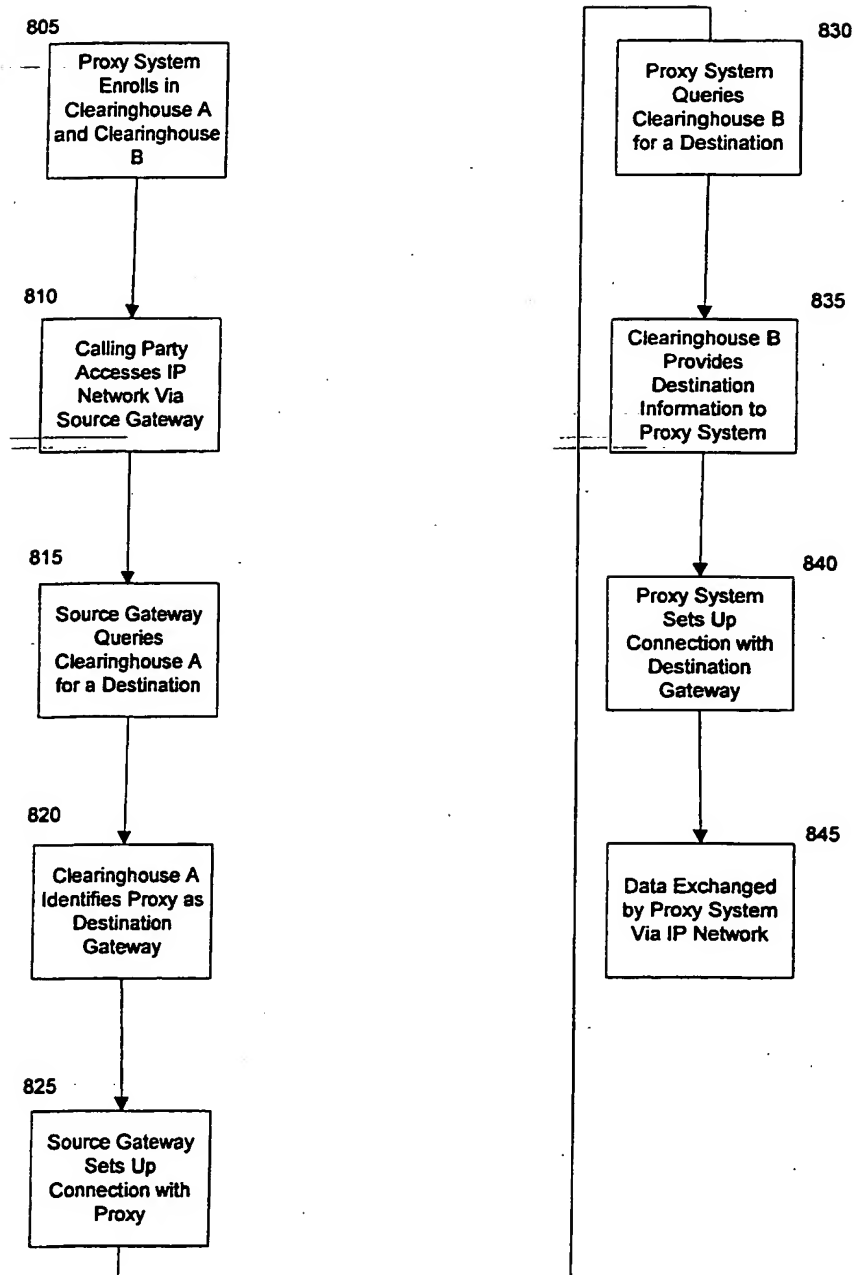 805
Proxy System
Enrolls in
Clearinghouse A
and Clearinghouse
B
810
Calling Party
Accesses IP
Network Via
Source Gateway
815
Source Gateway
Queries
Clearinghouse A
for a Destination
820
Clearinghouse A
Identifies Proxy as
Destination
Gateway
825
Source Gateway
Sets Up
Connection with
Proxy
830
Proxy System
Queries
Clearinghouse B
for a Destination
835
Clearinghouse B
Provides
Destination
Information to
Proxy System
840
Proxy System
Sets Up
Connection with
Destination
Gateway
845
Data Exchanged
by Proxy System
Via IP Network